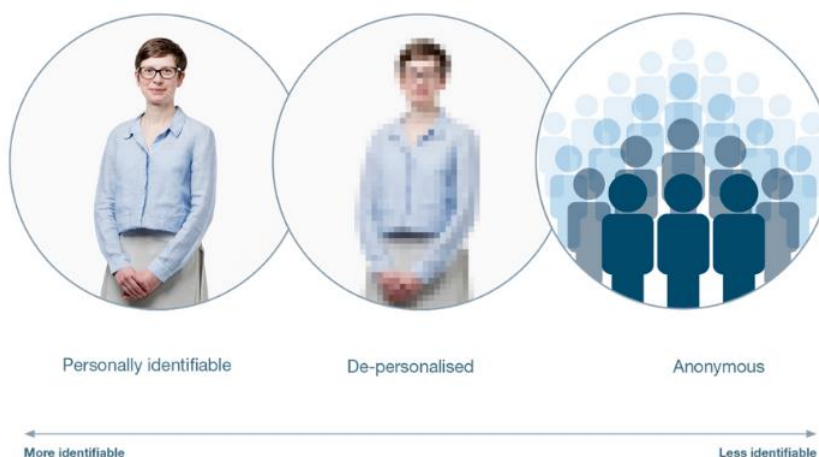 Personally identifiable
De-personalised
Anonymous
More identifiable
Less identifiable